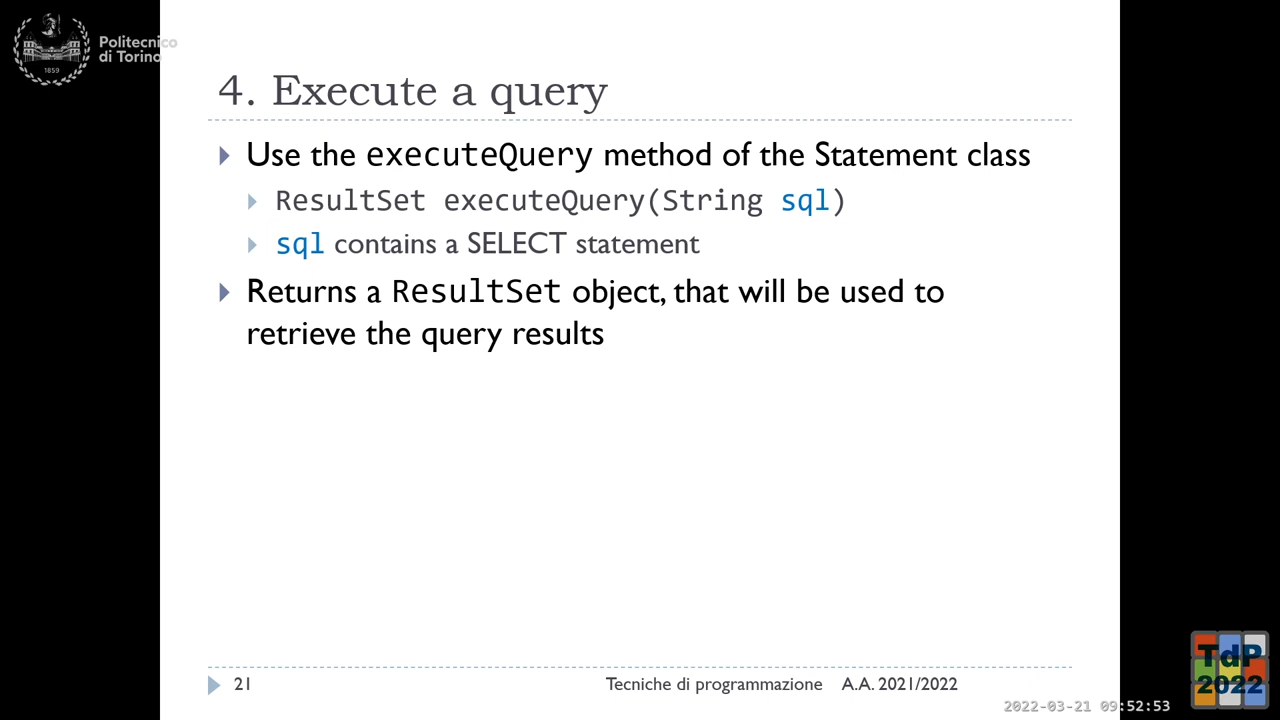 Politecnico
di Torino
1859
4. Execute a query
Use the executeQuery method of the Statement class
ResultSet executeQuery(String sql)
sql contains a SELECT statement
Returns a ResultSet object, that will be used to
retrieve the query results
21
Tecniche di programmazione A.A. 2021/2022
TdP
2022
2022-03-21 09:52:53